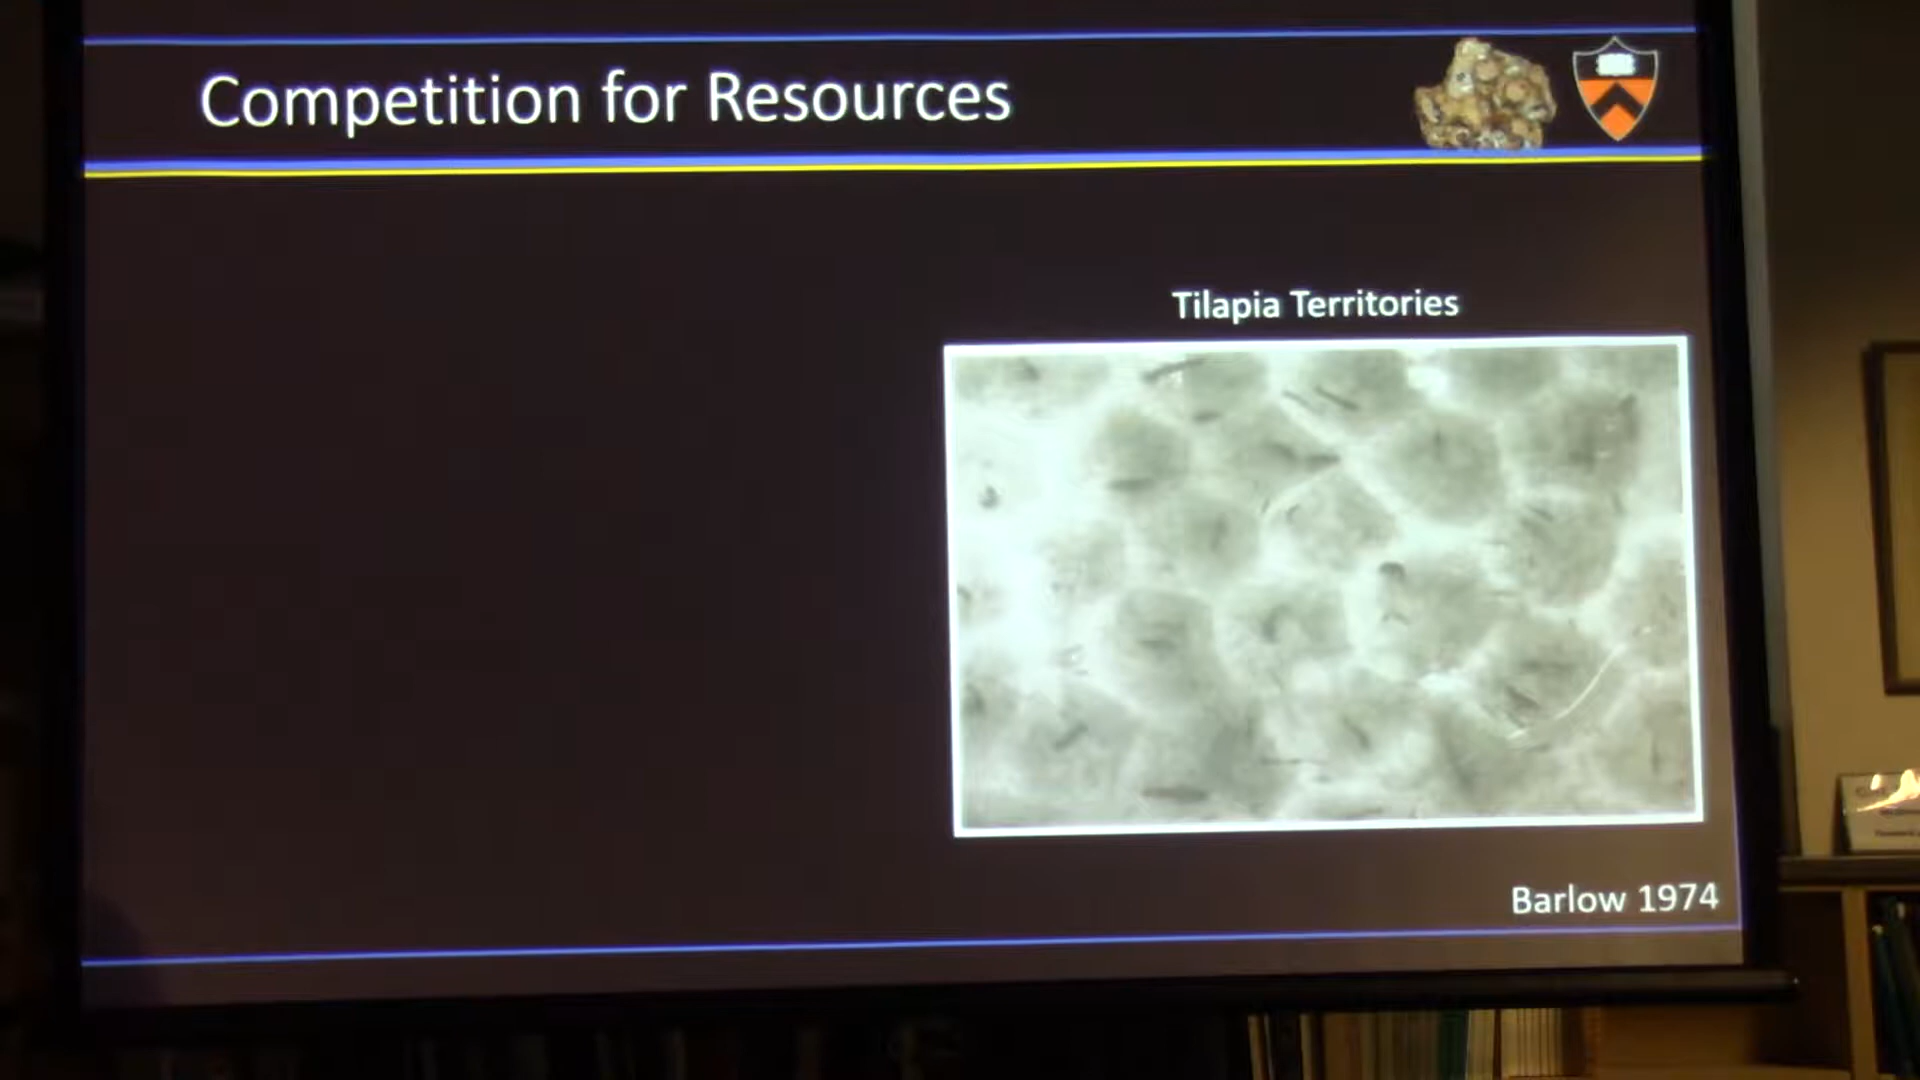 Competition for Resources
Tilapia Territories
Barlow 1974